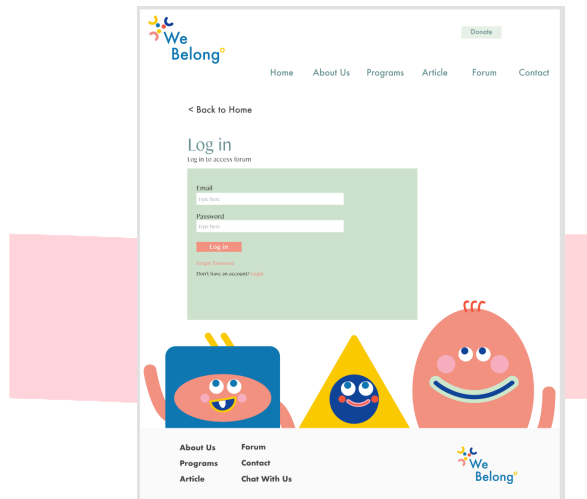 We
Belong
Donate
Home About Us Programs Article Forum Contact
< Back to Home
Log in
Log in to access forum
Email
Type here
Password
Type here
Log in
Forgot Password?
Don't have an account? Login
About Us Forum
Programs Contact
Article Chat With Us
We
Belong